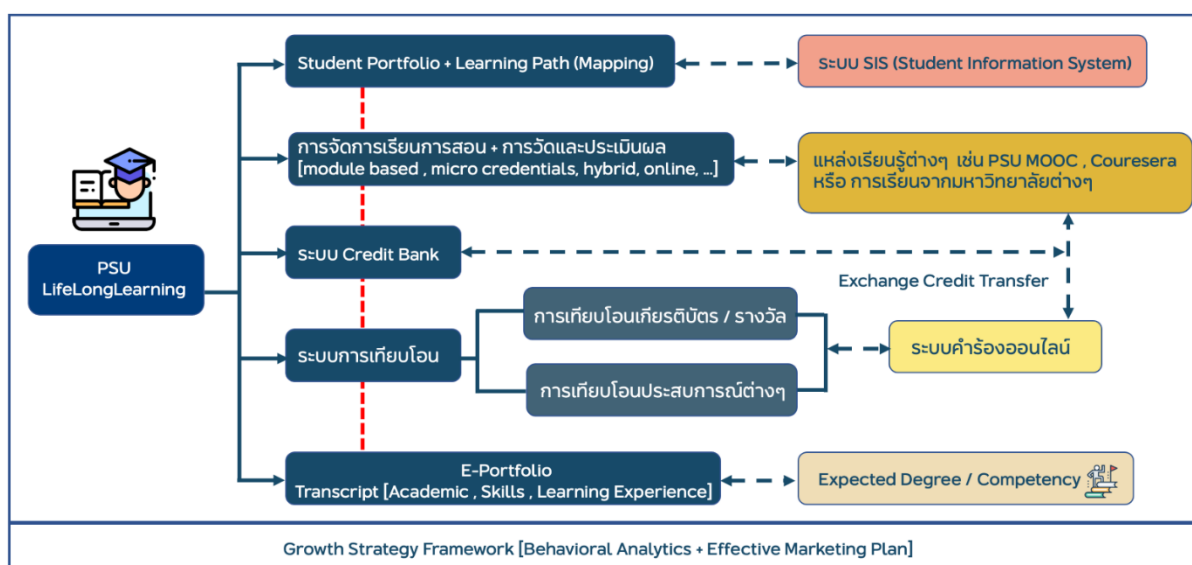 Student Portfolio + Learning Path (Mapping)
ระบบ SIS (Student Information System)
การจัดการเรียนการสอน + การวัดและประเมินผล
[module based , micro credentials, hybrid, online, ...]
แหล่งเรียนรู้ต่างๆ เช่น PSU MOOC , Couresera
หรือ การเรียนจากมหาวิทยาลัยต่างๆ
PSU
LifeLongLearning
ระบบ Credit Bank
Exchange Credit Transfer
ระบบการเทียบโอน
การเทียบโอนเกียรติบัตร / รางวัล
การเทียบโอนประสบการณ์ต่างๆ
ระบบคำร้องออนไลน์
E-Portfolio
Transcript [Academic , Skills , Learning Experience]
Expected Degree / Competency
Growth Strategy Framework [Behavioral Analytics + Effective Marketing Plan]